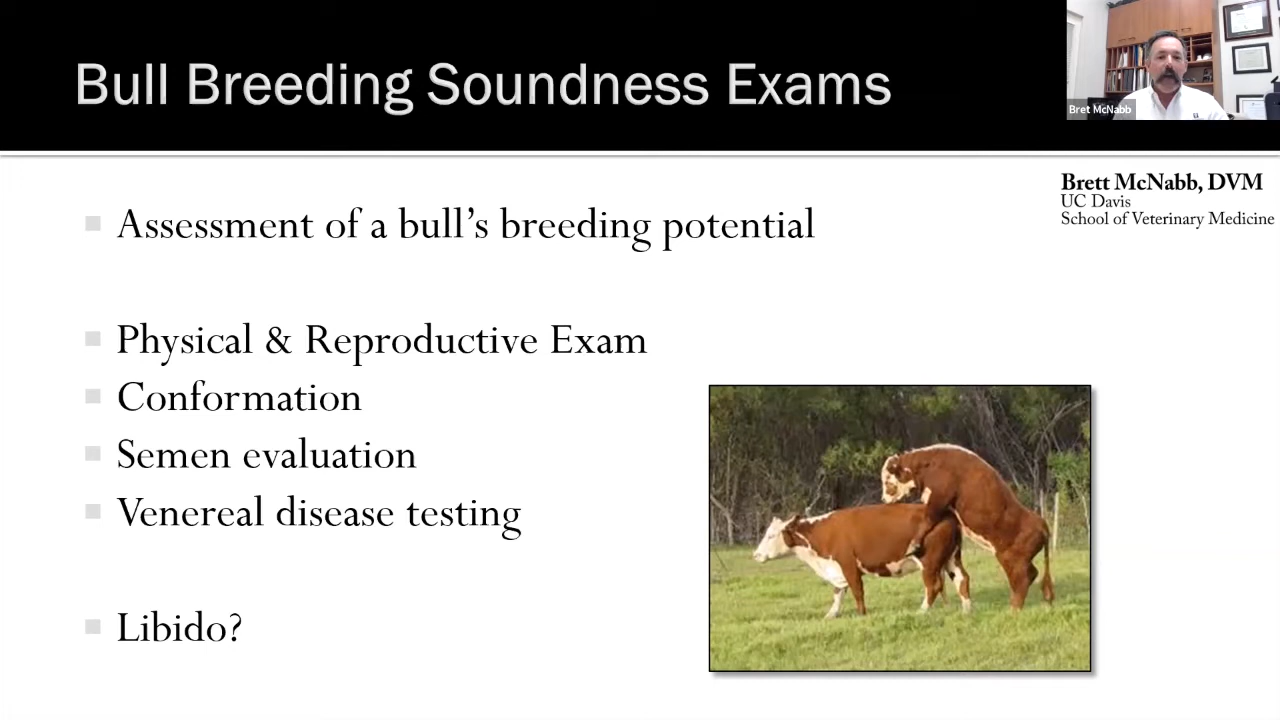 Bull Breeding Soundness Exams
Bret McNabb
Brett McNabb, DVM
UC Davis
School of Veterinary Medicine
Assessment of a bull's breeding potential
Physical & Reproductive Exam
Conformation
Semen evaluation
Venereal disease testing
Libido?